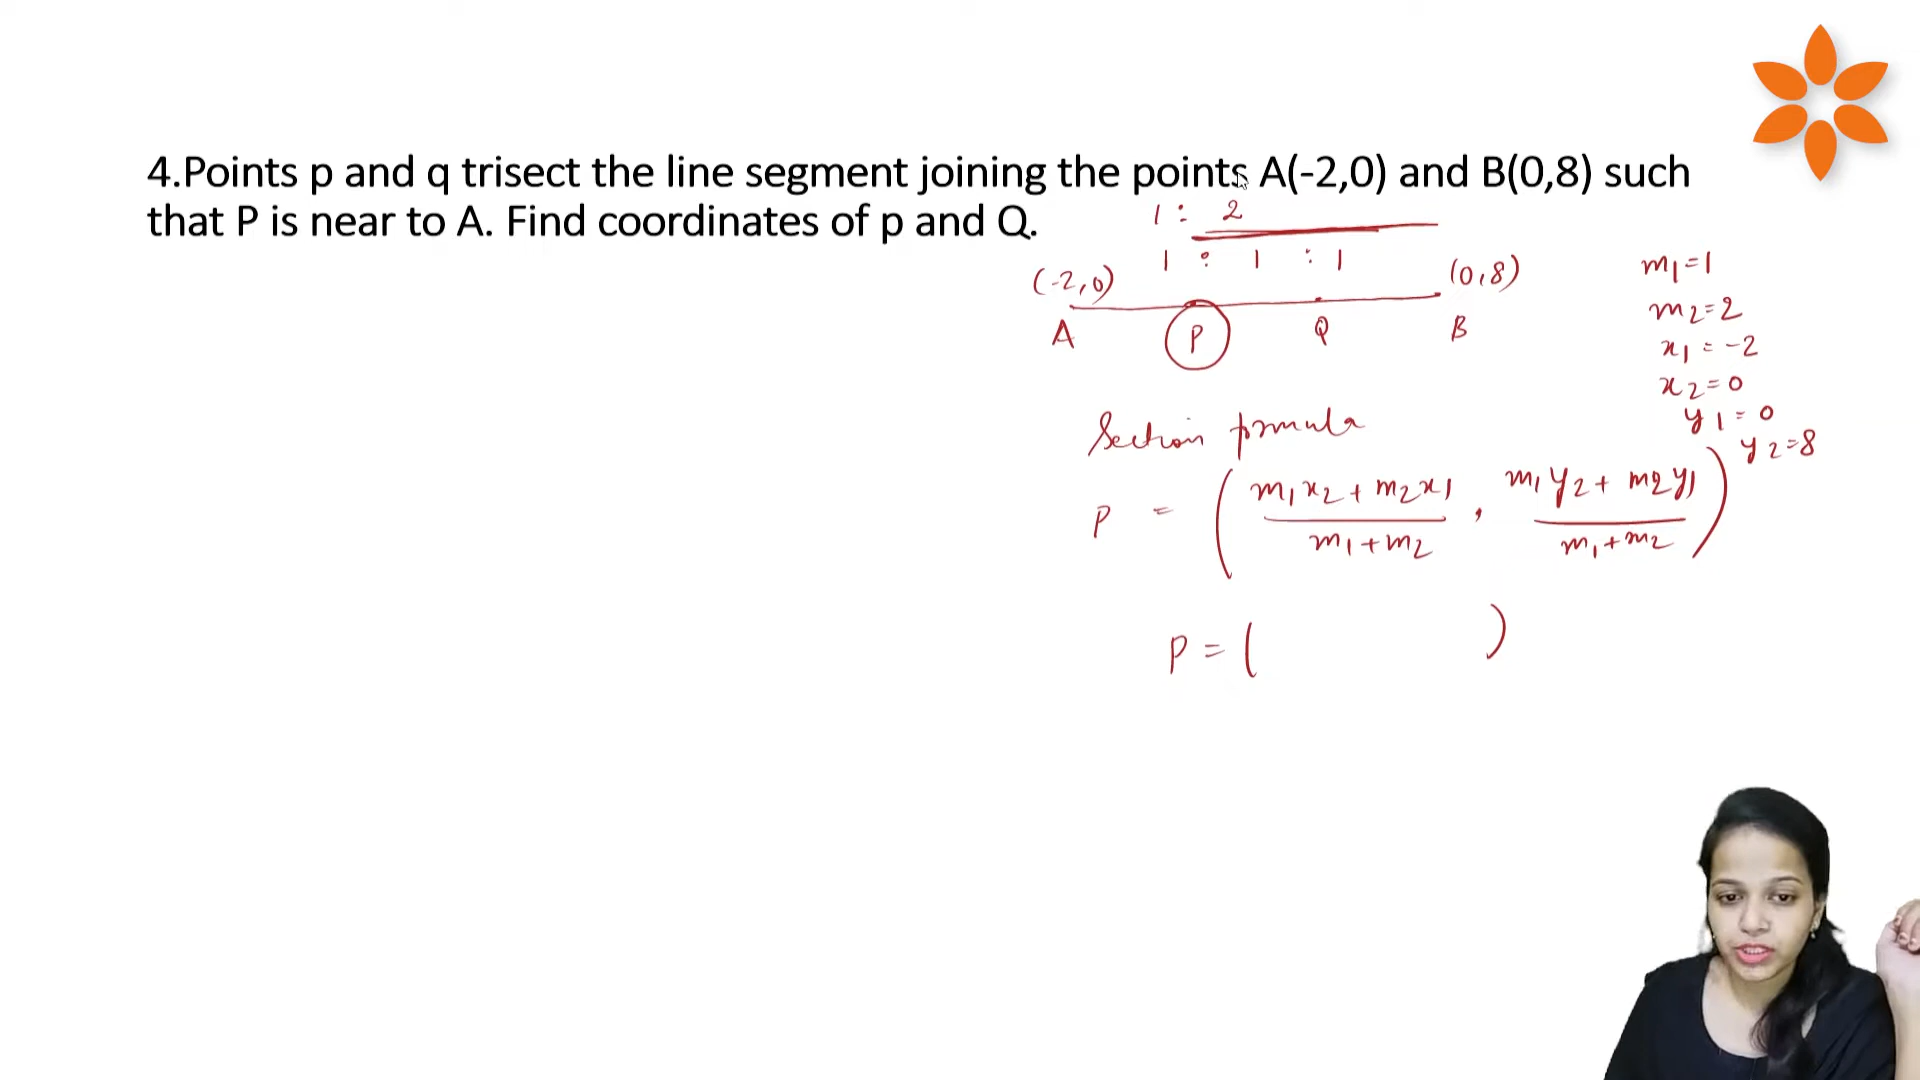 4.Points p and q trisect the line segment joining the points A(-2,0) and B(0,8) such
that P is near to A. Find coordinates of p and Q.
1 : 2
1 : 1 : 1
(-2,0) (0,8)
A P Q B
m1=1
m2=2
x1=-2
x2=0
y1=0
y2=8
Section formula
P = ( m1x2+m2x1 / m1+m2 , m1y2+m2y1 / m1+m2 )
P = ( )